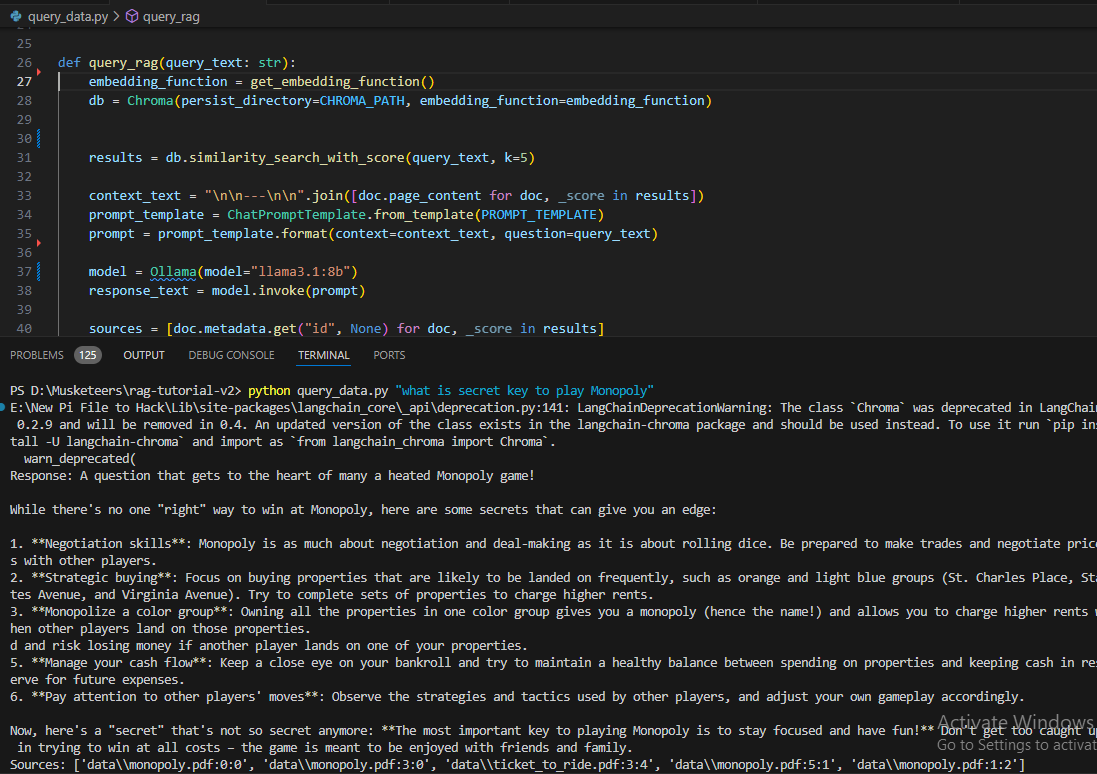 query_data.py > query_rag
25
26 def query_rag(query_text: str):
27 embedding_function = get_embedding_function()
28 db = Chroma(persist_directory=CHROMA_PATH, embedding_function=embedding_function)
29
30
31 results = db.similarity_search_with_score(query_text, k=5)
32
33 context_text = "\n\n---\n\n".join([doc.page_content for doc, _score in results])
34 prompt_template = ChatPromptTemplate.from_template(PROMPT_TEMPLATE)
35 prompt = prompt_template.format(context=context_text, question=query_text)
36
37 model = Ollama(model="llama3.1:8b")
38 response_text = model.invoke(prompt)
39
40 sources = [doc.metadata.get("id", None) for doc, _score in results]
PROBLEMS 125 OUTPUT DEBUG CONSOLE TERMINAL PORTS
PS D:\Musketeers\rag-tutorial-v2> python query_data.py "what is secret key to play Monopoly"
E:\New Pi File to Hack\Lib\site-packages\langchain_core\_api\deprecation.py:141: LangChainDeprecationWarning: The class `Chroma` was deprecated in LangChai
0.2.9 and will be removed in 0.4. An updated version of the class exists in the langchain-chroma package and should be used instead. To use it run `pip ins
tall -U langchain-chroma` and import as `from langchain_chroma import Chroma`.
warn_deprecated(
Response: A question that gets to the heart of many a heated Monopoly game!
While there's no one "right" way to win at Monopoly, here are some secrets that can give you an edge:
1. **Negotiation skills**: Monopoly is as much about negotiation and deal-making as it is about rolling dice. Be prepared to make trades and negotiate price
s with other players.
2. **Strategic buying**: Focus on buying properties that are likely to be landed on frequently, such as orange and light blue groups (St. Charles Place, Sta
tes Avenue, and Virginia Avenue). Try to complete sets of properties to charge higher rents.
3. **Monopolize a color group**: Owning all the properties in one color group gives you a monopoly (hence the name!) and allows you to charge higher rents w
hen other players land on those properties.
d and risk losing money if another player lands on one of your properties.
5. **Manage your cash flow**: Keep a close eye on your bankroll and try to maintain a healthy balance between spending on properties and keeping cash in res
erve for future expenses.
6. **Pay attention to other players' moves**: Observe the strategies and tactics used by other players, and adjust your own gameplay accordingly.
Now, here's a "secret" that's not so secret anymore: **The most important key to playing Monopoly is to stay focused and have fun!** Don't get too caught up
in trying to win at all costs – the game is meant to be enjoyed with friends and family.
Sources: ['data\\monopoly.pdf:0:0', 'data\\monopoly.pdf:3:0', 'data\\ticket_to_ride.pdf:3:4', 'data\\monopoly.pdf:5:1', 'data\\monopoly.pdf:1:2']
Activate Windows
Go to Settings to activat